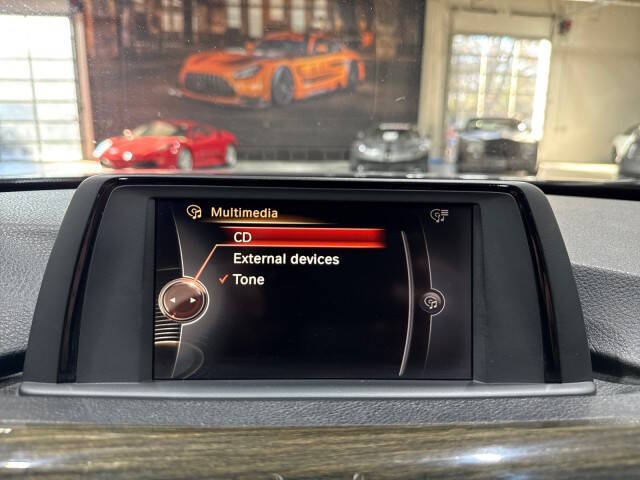 Multimedia
CD
External devices
Tone